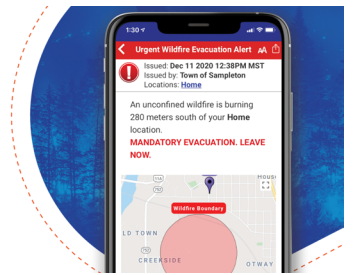 1:30
Urgent Wildfire Evacuation Alert AA
Issued: Dec 11 2020 12:38PM MST
Issued by: Town of Sampleton
Locations: Home
An unconfined wildfire is burning
280 meters south of your Home
location.
MANDATORY EVACUATION. LEAVE
NOW.
HOUS
Wildfire Boundary
LD TOWN
CREEKSIDE
OTWAY